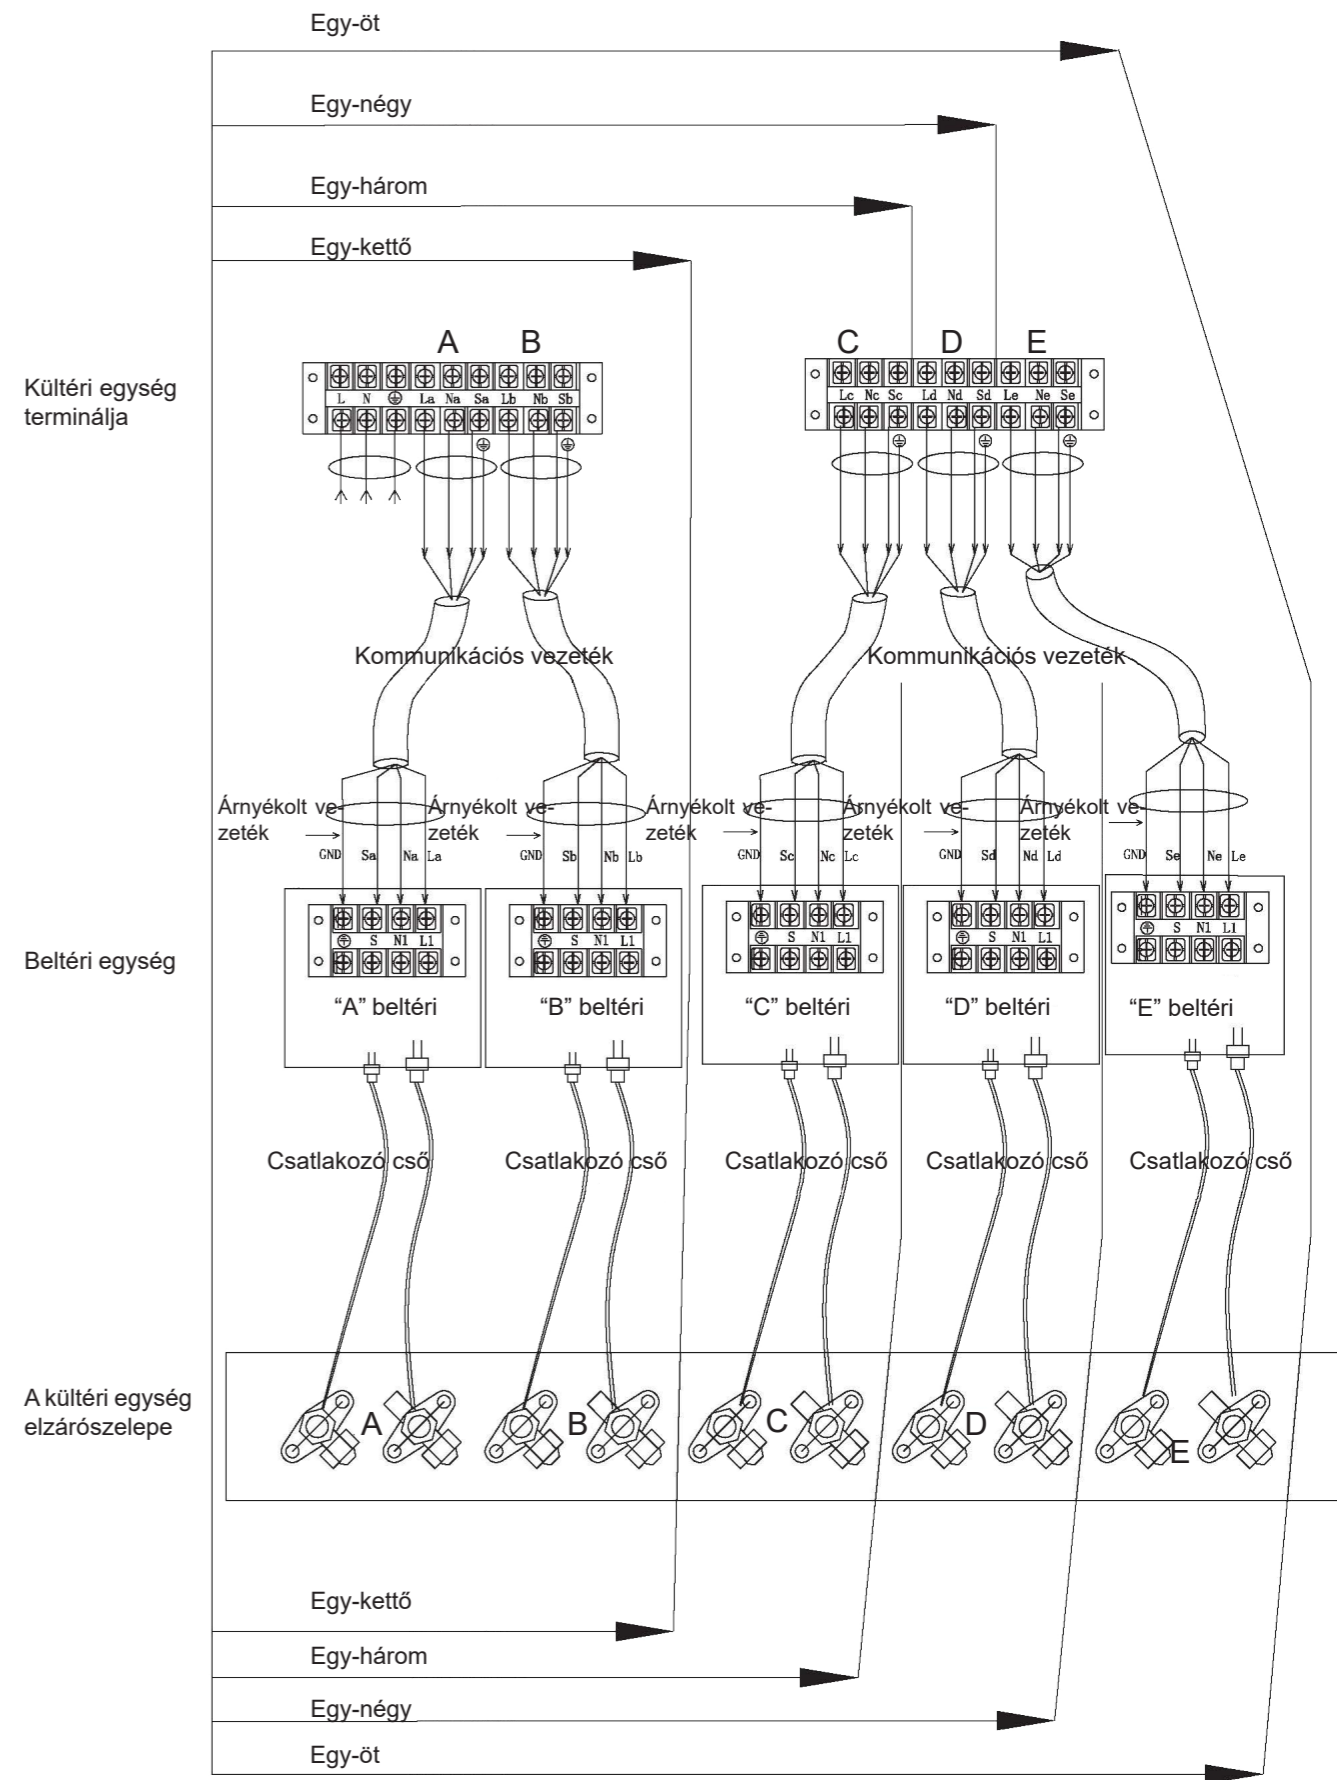 Egy-öt
Egy-négy
Egy-három
Egy-kettő
A B
C D E
Kültéri egység
terminálja
L N La Na Sa Lb Nb Sb
Lc Nc Sc Ld Nd Sd Le Ne Se
Kommunikációs vezeték
Kommunikációs vezeték
Árnyékolt ve-
zeték
Árnyékolt ve-
zeték
Árnyékolt ve-
zeték
Árnyékolt ve-
zeték
Árnyékolt ve-
zeték
GND Sa Na La
GND Sb Nb Lb
GND Sc Nc Lc
GND Sd Nd Ld
GND Se Ne Le
S N1 L1
S N1 L1
S N1 L1
S N1 L1
S N1 L1
Beltéri egység
“A” beltéri
“B” beltéri
“C” beltéri
“D” beltéri
“E” beltéri
Csatlakozó cső
Csatlakozó cső
Csatlakozó cső
Csatlakozó cső
Csatlakozó cső
A kültéri egység
elzárószelepe
A
B
C
D
E
Egy-kettő
Egy-három
Egy-négy
Egy-öt